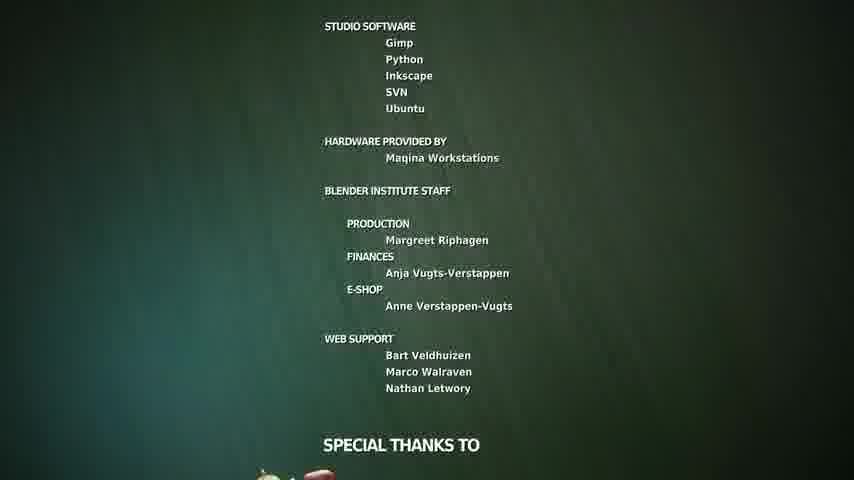 STUDIO SOFTWARE
Gimp
Python
Inkscape
SVN
Ubuntu
HARDWARE PROVIDED BY
Maqina Workstations
BLENDER INSTITUTE STAFF
PRODUCTION
Margreet Riphagen
FINANCES
Anja Vugts-Verstappen
E-SHOP
Anne Verstappen-Vugts
WEB SUPPORT
Bart Veldhuizen
Marco Walraven
Nathan Letwory
SPECIAL THANKS TO